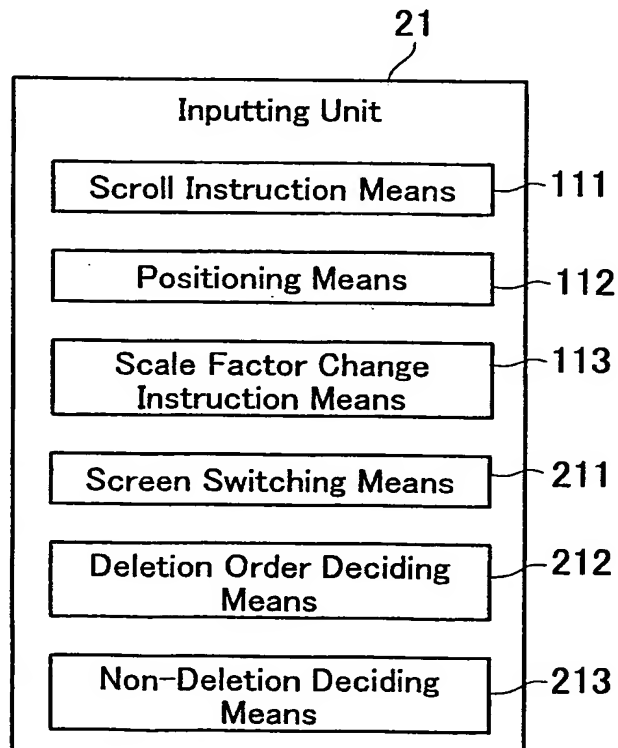 21
Inputting Unit
Scroll Instruction Means
111
Positioning Means
112
Scale Factor Change
Instruction Means
113
Screen Switching Means
211
Deletion Order Deciding
Means
212
Non-Deletion Deciding
Means
213